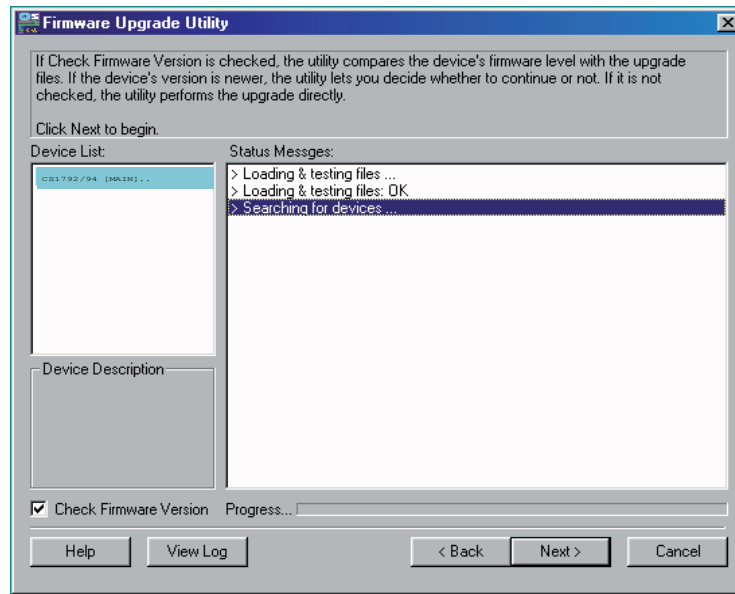 Firmware Upgrade Utility
If Check Firmware Version is checked, the utility compares the device's firmware level with the upgrade
files. If the device's version is newer, the utility lets you decide whether to continue or not. If it is not
checked, the utility performs the upgrade directly.
Click Next to begin.
Device List:
CS1792/94 [MAIN]..
Status Messges:
> Loading & testing files ...
> Loading & testing files: OK
> Searching for devices ...
Device Description
Check Firmware Version
Progress...
Help
View Log
< Back
Next >
Cancel